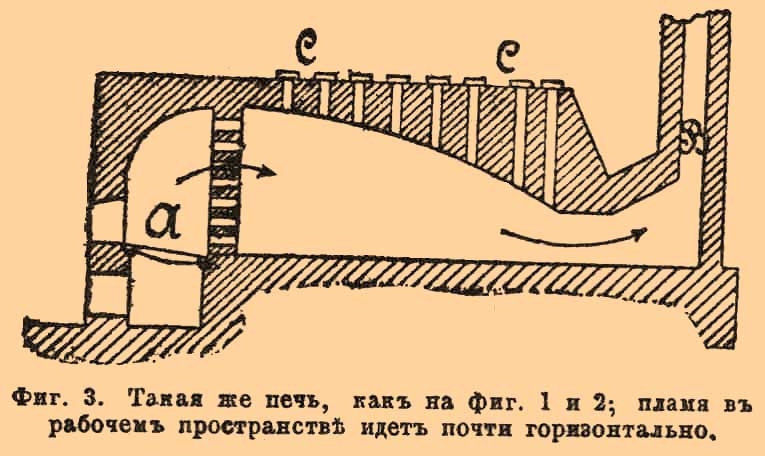 C C
B
a
Фиг. 3. Такая же печь, какъ на фиг. 1 и 2; пламя въ
рабочемъ пространствѣ идетъ почти горизонтально.